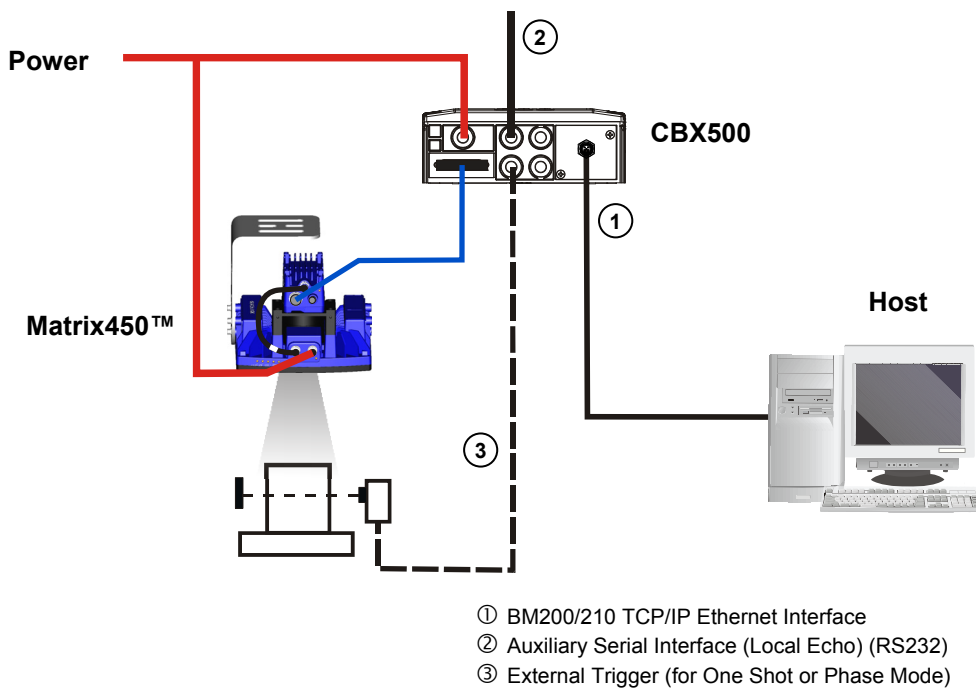 Power
②
CBX500
①
Matrix450™
Host
③
① BM200/210 TCP/IP Ethernet Interface
② Auxiliary Serial Interface (Local Echo) (RS232)
③ External Trigger (for One Shot or Phase Mode)